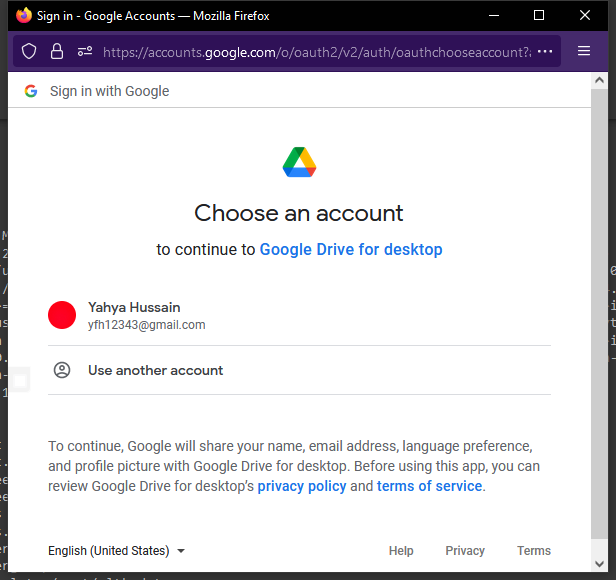 Sign in - Google Accounts — Mozilla Firefox
https://accounts.google.com/o/oauth2/v2/auth/oauthchooseaccount?
Sign in with Google
Choose an account
to continue to Google Drive for desktop
Yahya Hussain
yfh12343@gmail.com
Use another account
To continue, Google will share your name, email address, language preference,
and profile picture with Google Drive for desktop. Before using this app, you can
review Google Drive for desktop's privacy policy and terms of service.
English (United States)
Help Privacy Terms